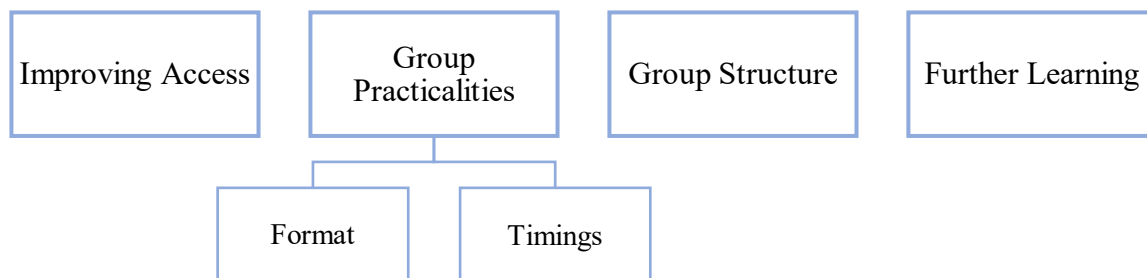 Improving Access
Group
Practicalities
Group Structure
Further Learning
Format
Timings